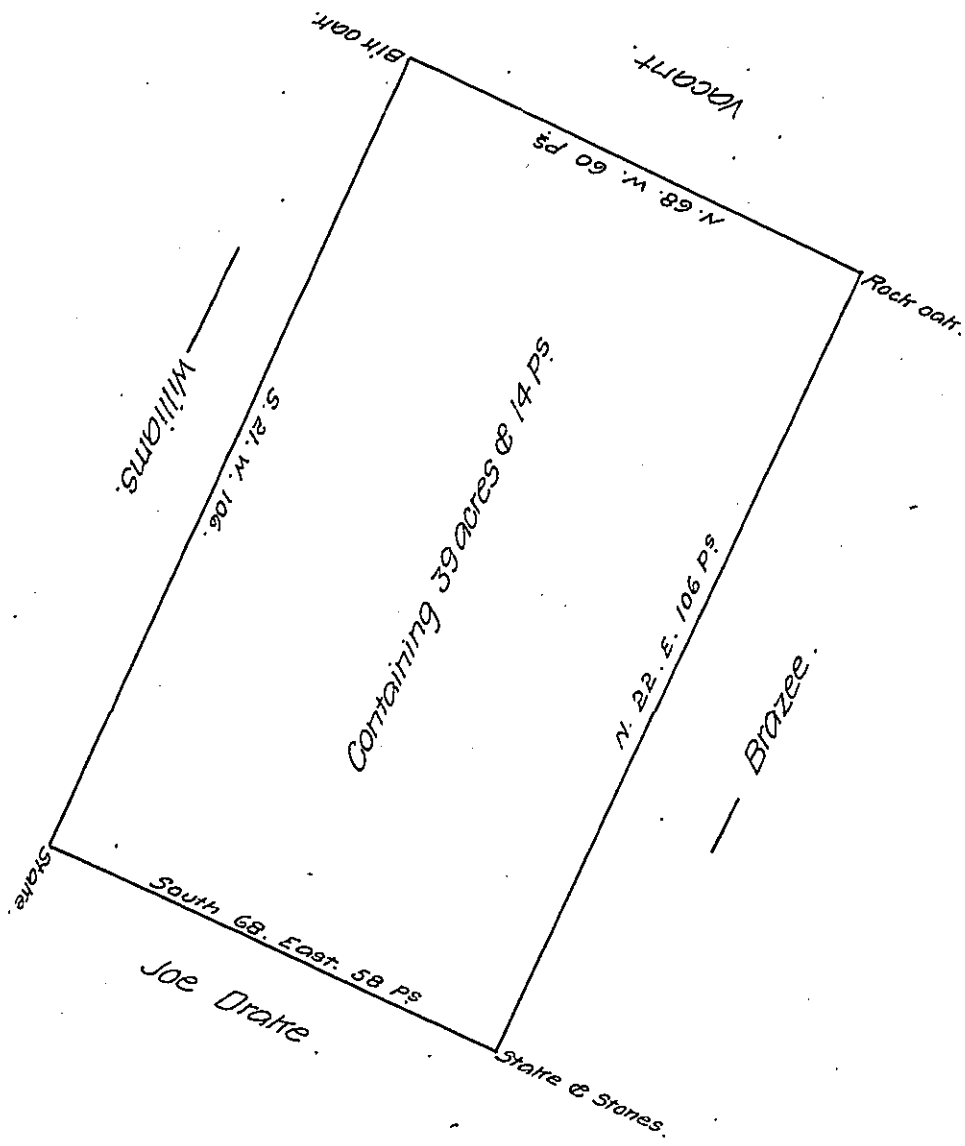 Blk oak.
Vacant
N. 68. W. 60 ps
Rock oak.
Williams.
S. 21. W. 106.
Containing 39 acres & 14 Ps.
N. 22. E. 106 P.s
Brazee.
Stake.
South 68. East. 58 Ps
Joe Drake.
Stake & Stones.